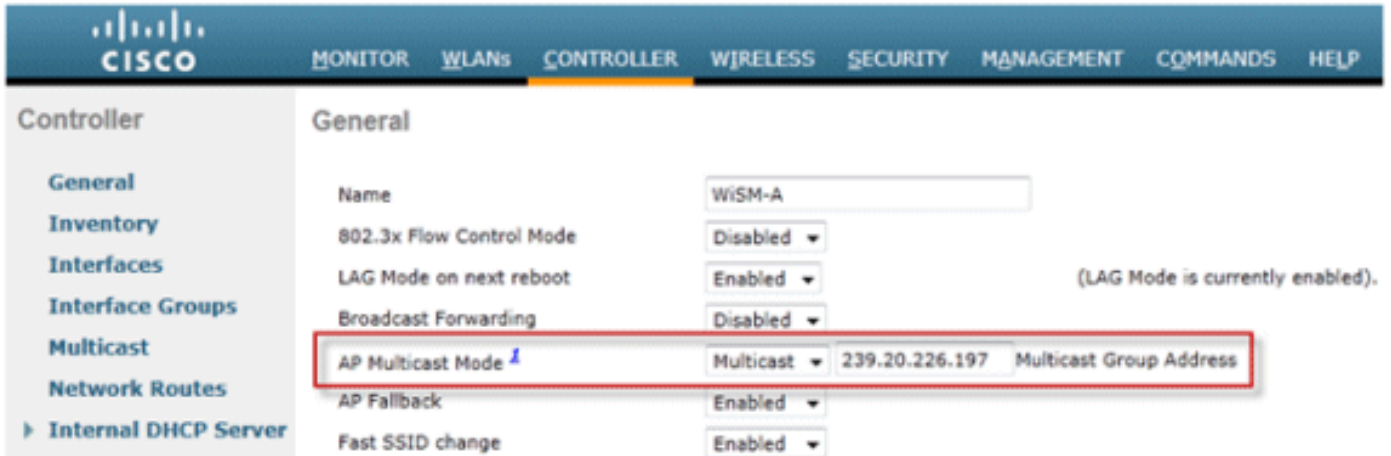 CISCO
MONITOR WLANs CONTROLLER WIRELESS SECURITY MANAGEMENT COMMANDS HELP
Controller
General
Inventory
Interfaces
Interface Groups
Multicast
Network Routes
Internal DHCP Server
General
Name WiSM-A
802.3x Flow Control Mode Disabled
LAG Mode on next reboot Enabled (LAG Mode is currently enabled).
Broadcast Forwarding Disabled
AP Multicast Mode 1 Multicast 239.20.226.197 Multicast Group Address
AP Fallback Enabled
Fast SSID change Enabled